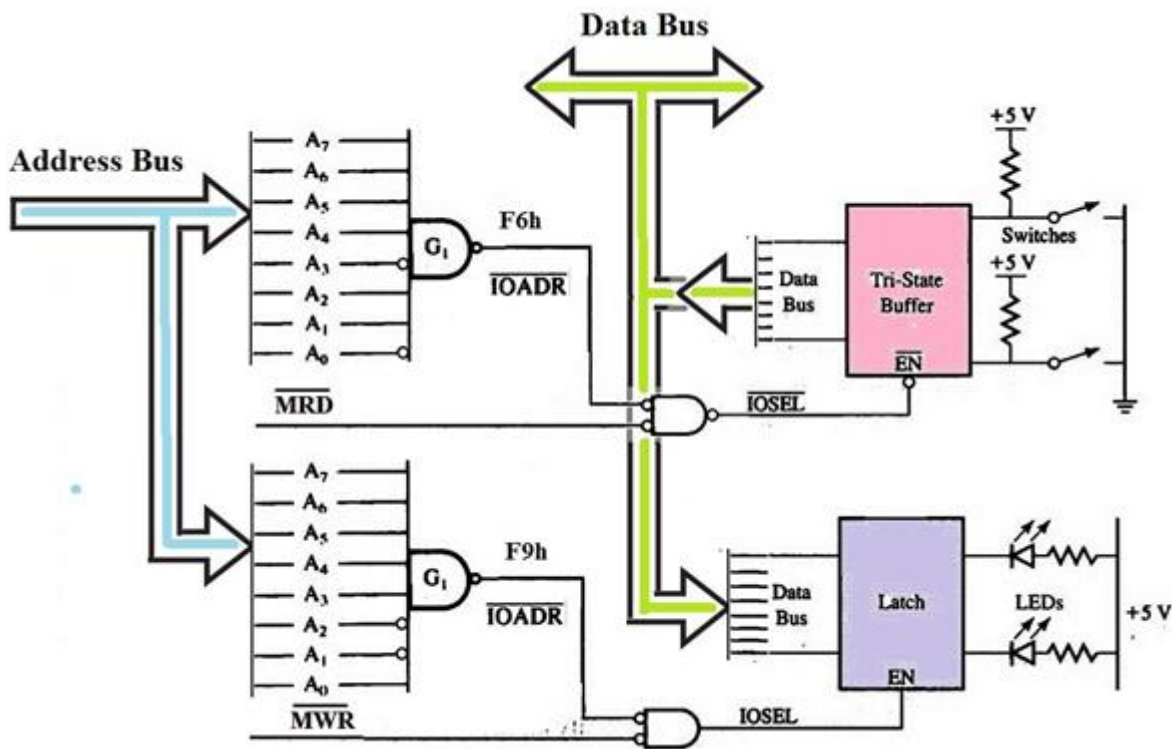 Data Bus
Address Bus
A7
A6
A5
A4
A3
A2
A1
A0
G1
F6h
IOADR
MRD
Data
Bus
Tri-State
Buffer
EN
+5 V
Switches
+5 V
IOSEL
A7
A6
A5
A4
A3
A2
A1
A0
G1
F9h
IOADR
MWR
Data
Bus
Latch
EN
LEDs
+5 V
IOSEL